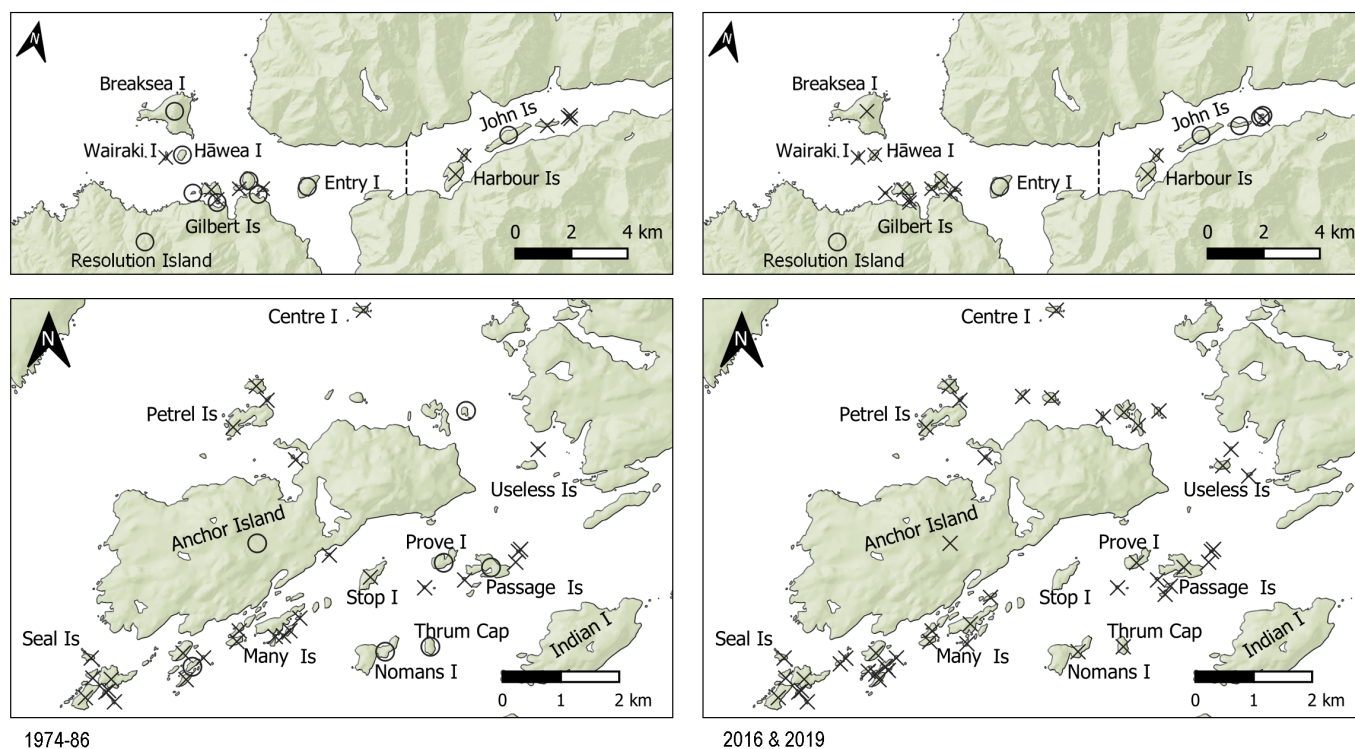 N
Breaksea I
John Is
Wairaki I
Hāwea I
Entry I
Harbour Is
Gilbert Is
Resolution Island
0 2 4 km
N
Breaksea I
John Is
Wairaki I
Hāwea I
Entry I
Harbour Is
Gilbert Is
Resolution Island
0 2 4 km
N
Centre I
Petrel Is
Useless Is
Anchor Island
Prove I
Passage Is
Stop I
Thrum Cap
Seal Is
Many Is
Nomans I
Indian I
0 1 2 km
N
Centre I
Petrel Is
Useless Is
Anchor Island
Prove I
Passage Is
Stop I
Thrum Cap
Seal Is
Many Is
Nomans I
Indian I
0 1 2 km
1974-86
2016 & 2019